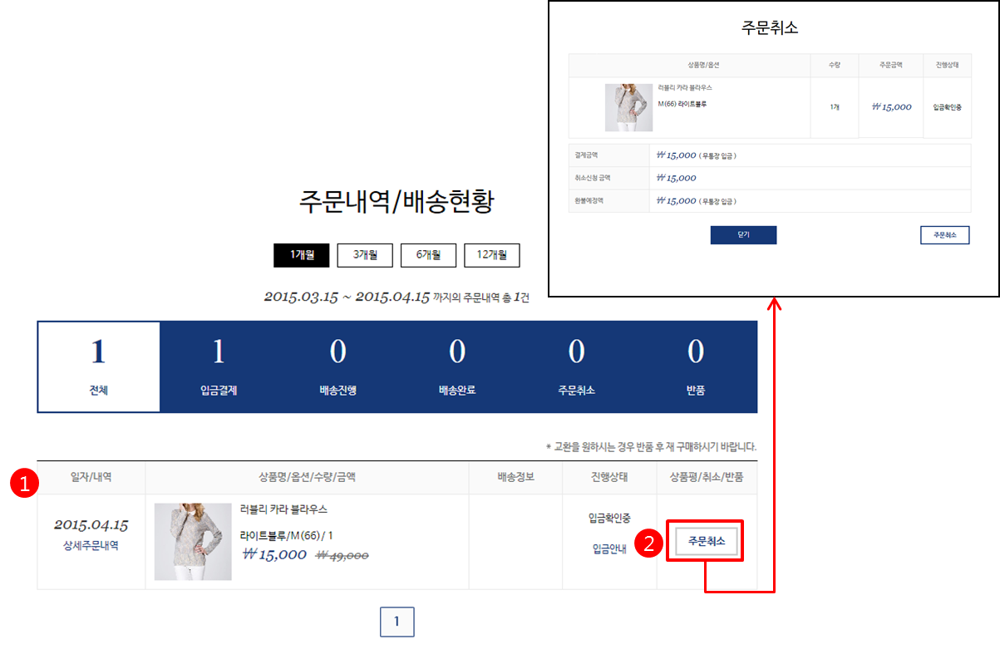 주문취소
상품명/옵션 수량 주문금액 진행상태
러블리 카라 블라우스
M(66) 라이트블루
1개 ₩15,000 입금확인중
결제금액 ₩15,000 ( 무통장 입금 )
취소신청 금액 ₩15,000
환불예정액 ₩15,000 ( 무통장 입금 )
닫기 주문취소
주문내역/배송현황
1개월 3개월 6개월 12개월
2015.03.15 ~ 2015.04.15 까지의 주문내역 총 1건
1 1 0 0 0 0
전체 입금결제 배송진행 배송완료 주문취소 반품
* 교환을 원하시는 경우 반품 후 재 구매하시기 바랍니다.
1
일자/내역 상품명/옵션/수량/금액 배송정보 진행상태 상품평/취소/반품
2015.04.15
상세주문내역
러블리 카라 블라우스
라이트블루/M(66)/ 1
₩15,000 ₩49,000
입금확인중
입금안내
2
주문취소
1